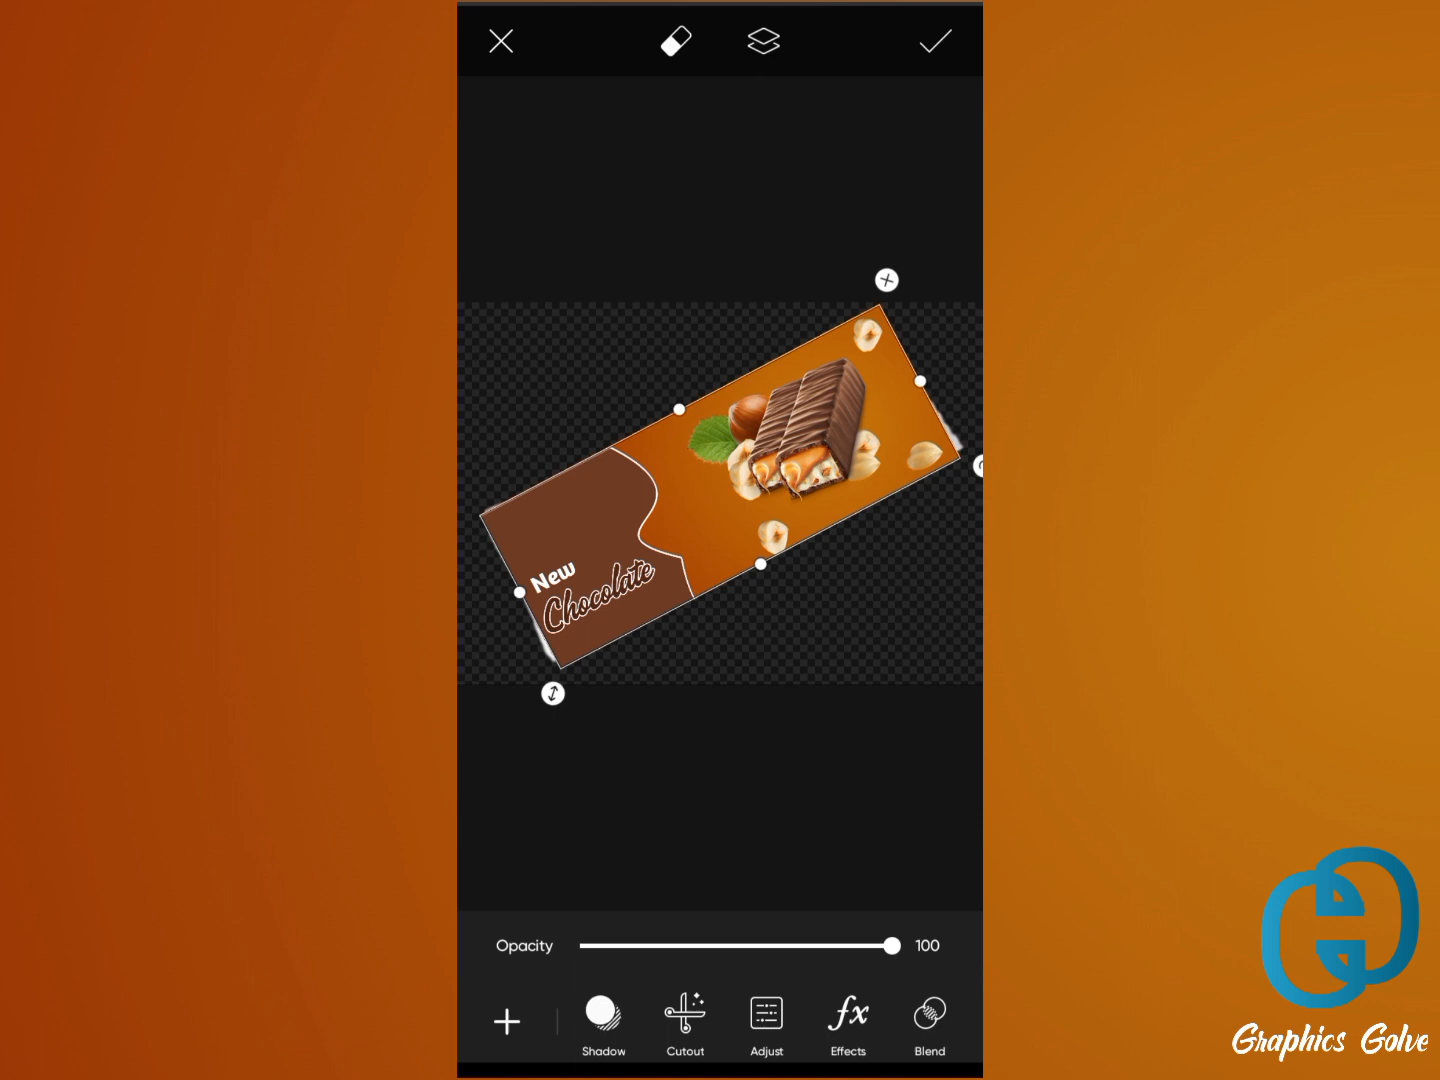 New
Chocolate
Opacity 100
Shadow Cutout Adjust Effects Blend
Graphics Golve